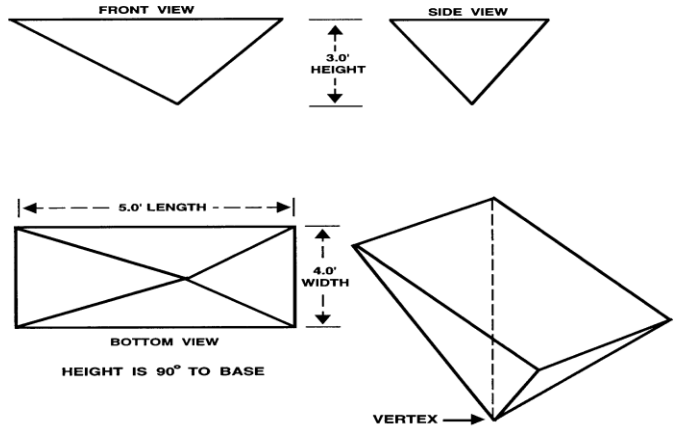 FRONT VIEW
SIDE VIEW
3.0'
HEIGHT
5.0' LENGTH
4.0'
WIDTH
BOTTOM VIEW
HEIGHT IS 90° TO BASE
VERTEX